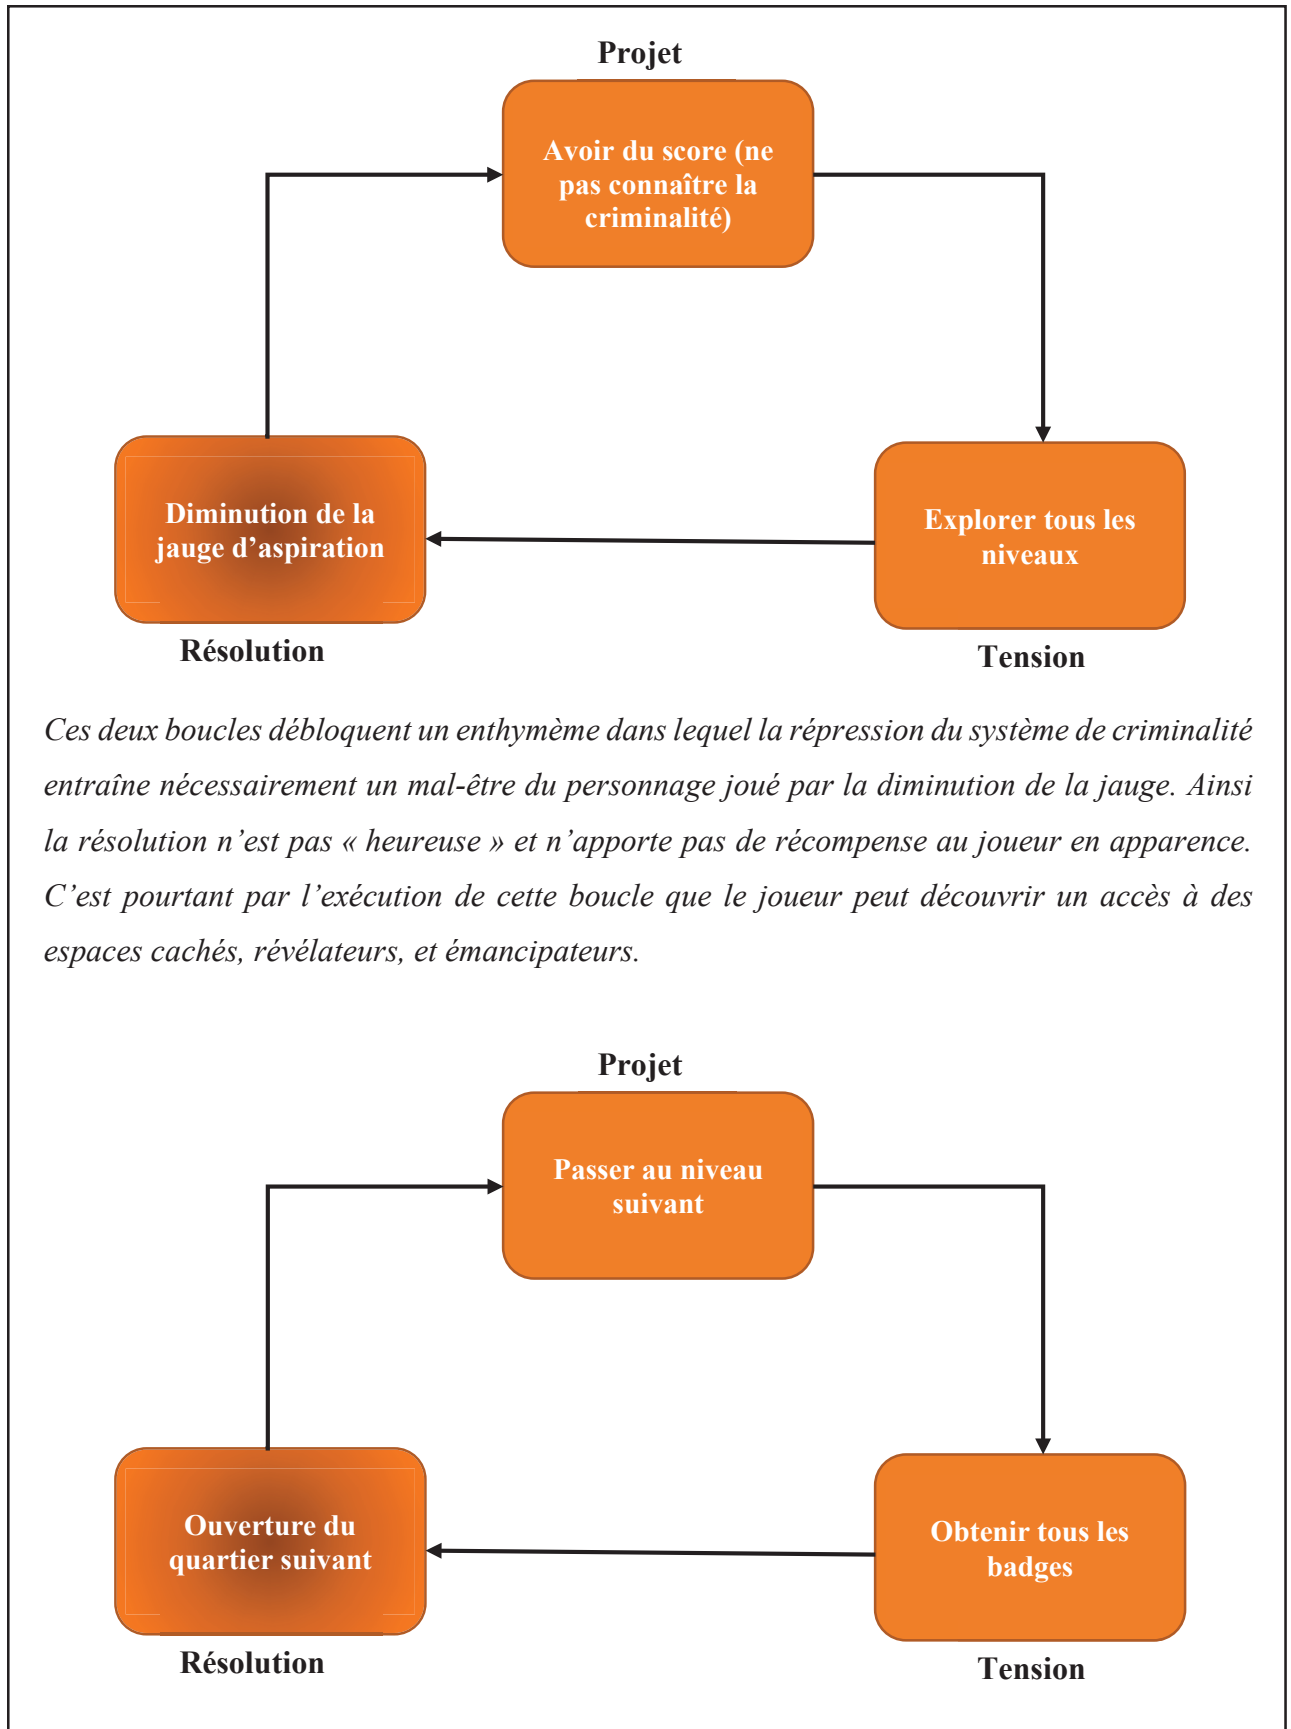 Projet
Avoir du score (ne
pas connaître la
criminalité)
Diminution de la
jauge d’aspiration
Explorer tous les
niveaux
Résolution
Tension
Ces deux boucles débloquent un enthymème dans lequel la répression du système de criminalité
entraîne nécessairement un mal-être du personnage joué par la diminution de la jauge. Ainsi
la résolution n’est pas « heureuse » et n’apporte pas de récompense au joueur en apparence.
C’est pourtant par l’exécution de cette boucle que le joueur peut découvrir un accès à des
espaces cachés, révélateurs, et émancipateurs.
Projet
Passer au niveau
suivant
Ouverture du
quartier suivant
Obtenir tous les
badges
Résolution
Tension